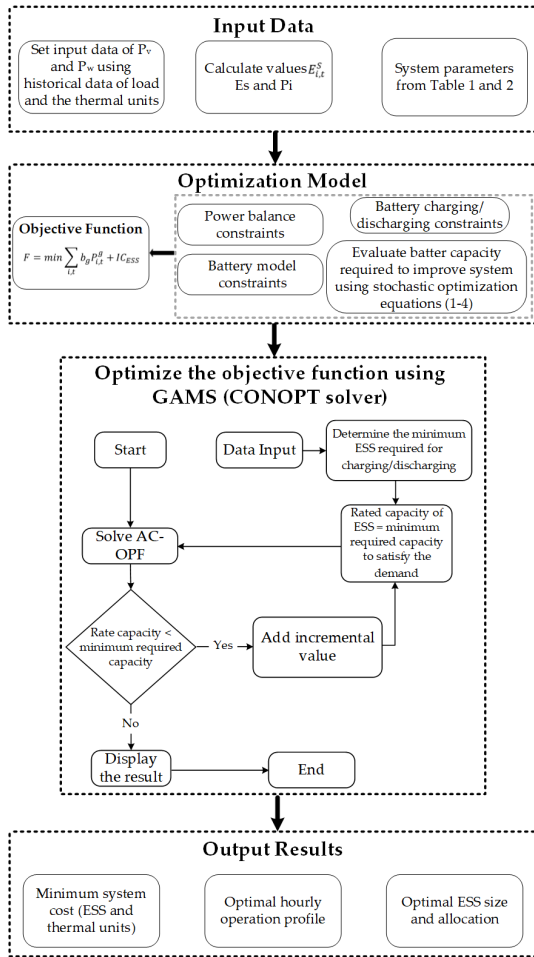 Input Data
Set input data of Pv
and Pw using
historical data of load
and the thermal units
Calculate values E^S_{i,t}
Es and Pi
System parameters
from Table 1 and 2
Optimization Model
Objective Function
F = min ∑_{i,t} b_g P^g_{i,t} + IC_{ESS}
Power balance
constraints
Battery model
constraints
Battery charging/
discharging constraints
Evaluate batter capacity
required to improve system
using stochastic optimization
equations (1-4)
Optimize the objective function using
GAMS (CONOPT solver)
Start
Data Input
Determine the minimum
ESS required for
charging/discharging
Solve AC-
OPF
Rated capacity of
ESS = minimum
required capacity
to satisfy the
demand
Rate capacity <
minimum required
capacity
Yes
Add incremental
value
No
Display
the result
End
Output Results
Minimum system
cost (ESS and
thermal units)
Optimal hourly
operation profile
Optimal ESS size
and allocation